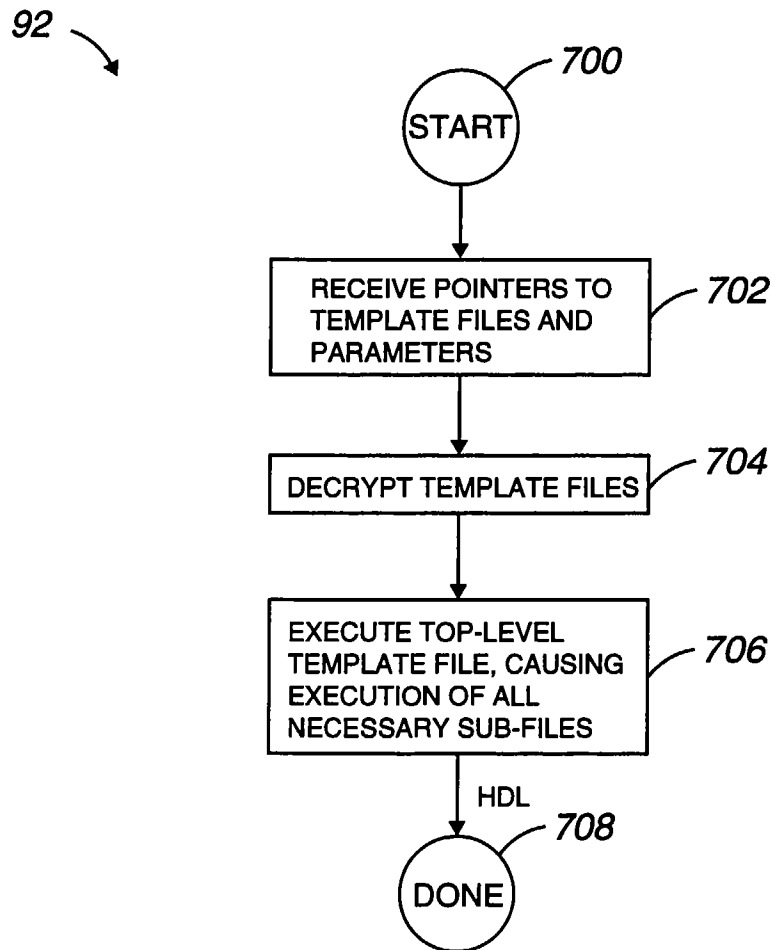 92
700
START
RECEIVE POINTERS TO
TEMPLATE FILES AND
PARAMETERS
702
DECRYPT TEMPLATE FILES
704
EXECUTE TOP-LEVEL
TEMPLATE FILE, CAUSING
EXECUTION OF ALL
NECESSARY SUB-FILES
706
HDL
708
DONE